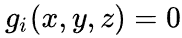 g_i(x, y, z) = 0